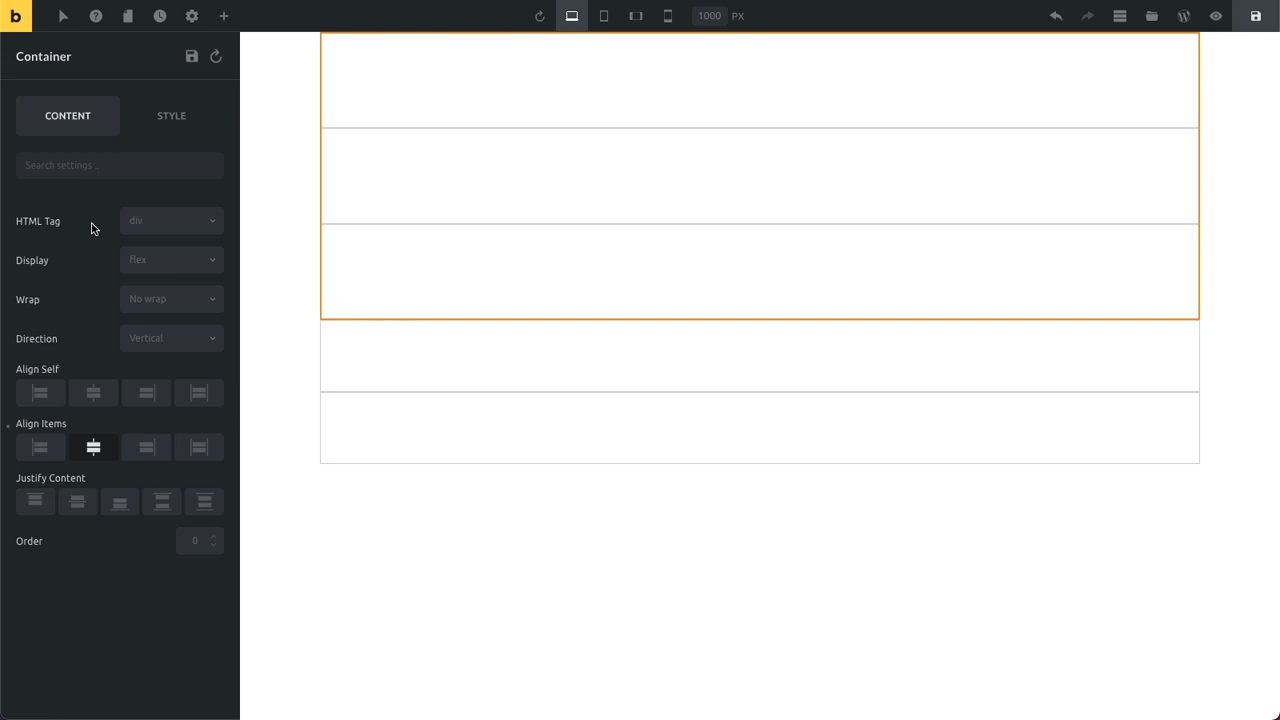 b
1000 PX
Container
CONTENT STYLE
Search settings ..
HTML Tag div
Display flex
Wrap No wrap
Direction Vertical
Align Self
Align Items
Justify Content
Order 0